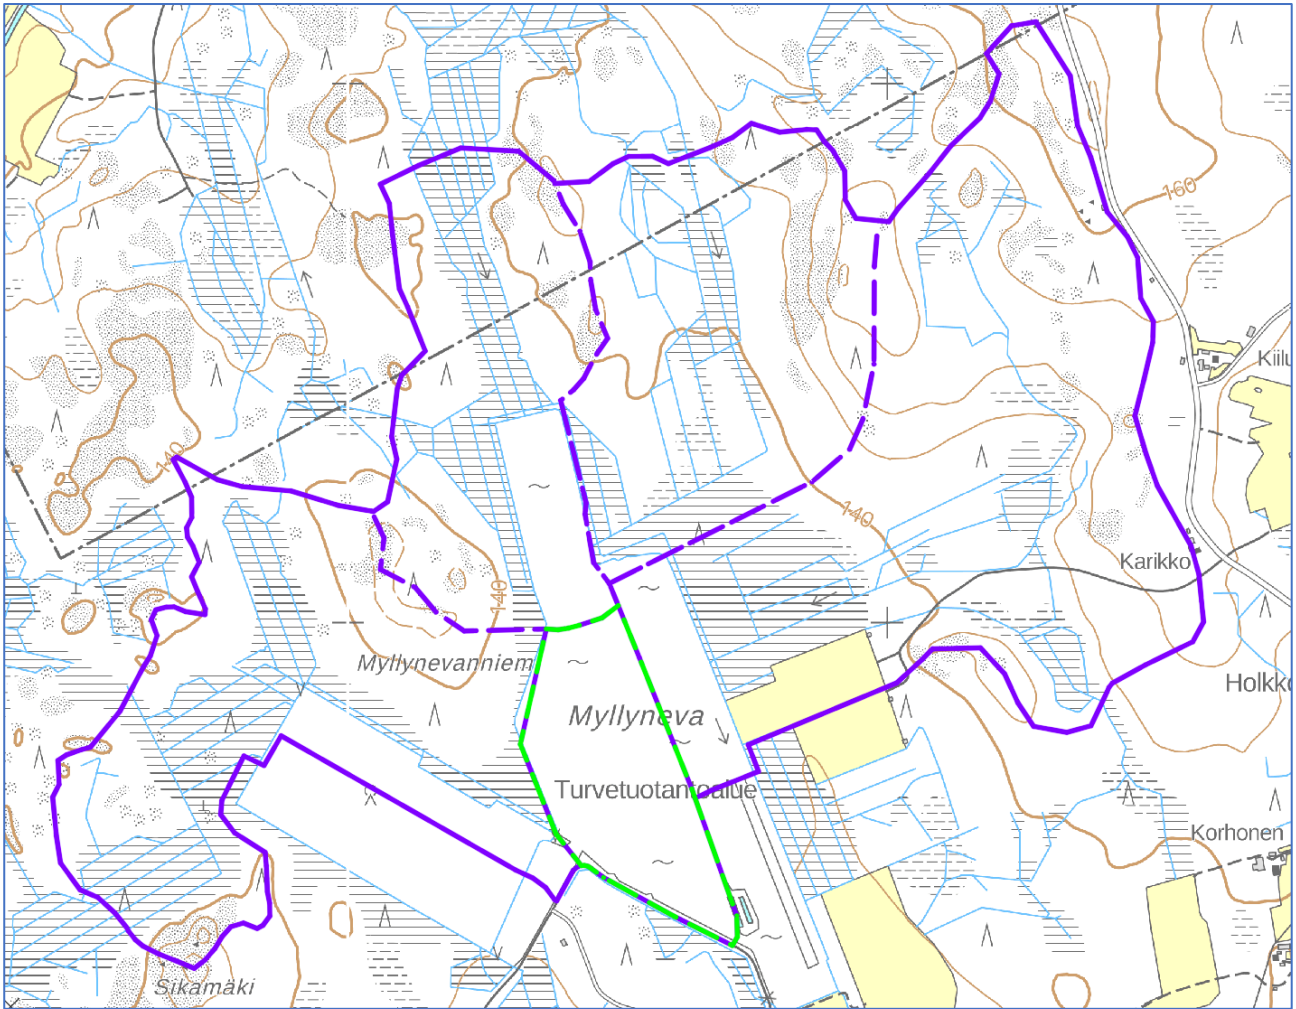 160
Kiilu
140
140
Karikko
140
Myllynevanniem
Holkko
Myllyneva
Turvetuotantoalue
Korhonen
Sikamäki